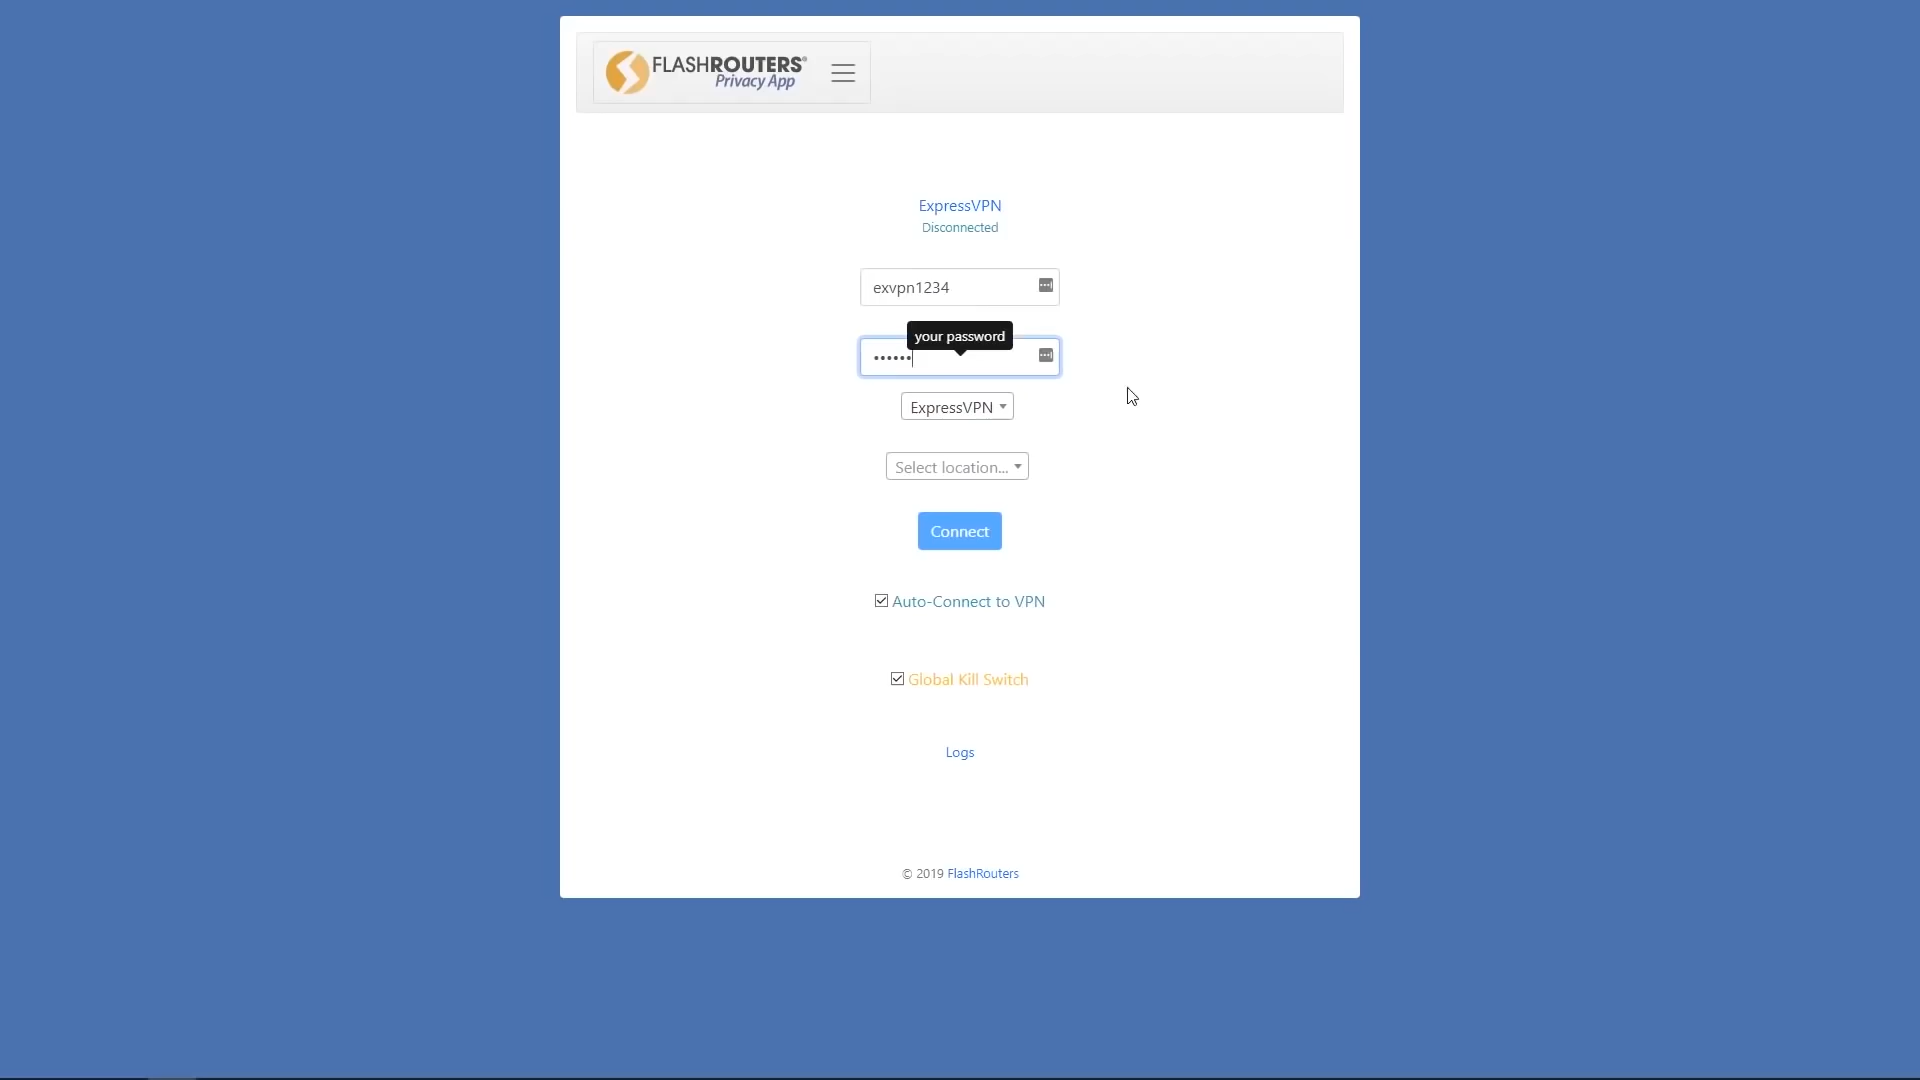 FLASHROUTERS®
Privacy App
ExpressVPN
Disconnected
exvpn1234
your password
••••••
ExpressVPN
Select location...
Connect
Auto-Connect to VPN
Global Kill Switch
Logs
© 2019 FlashRouters